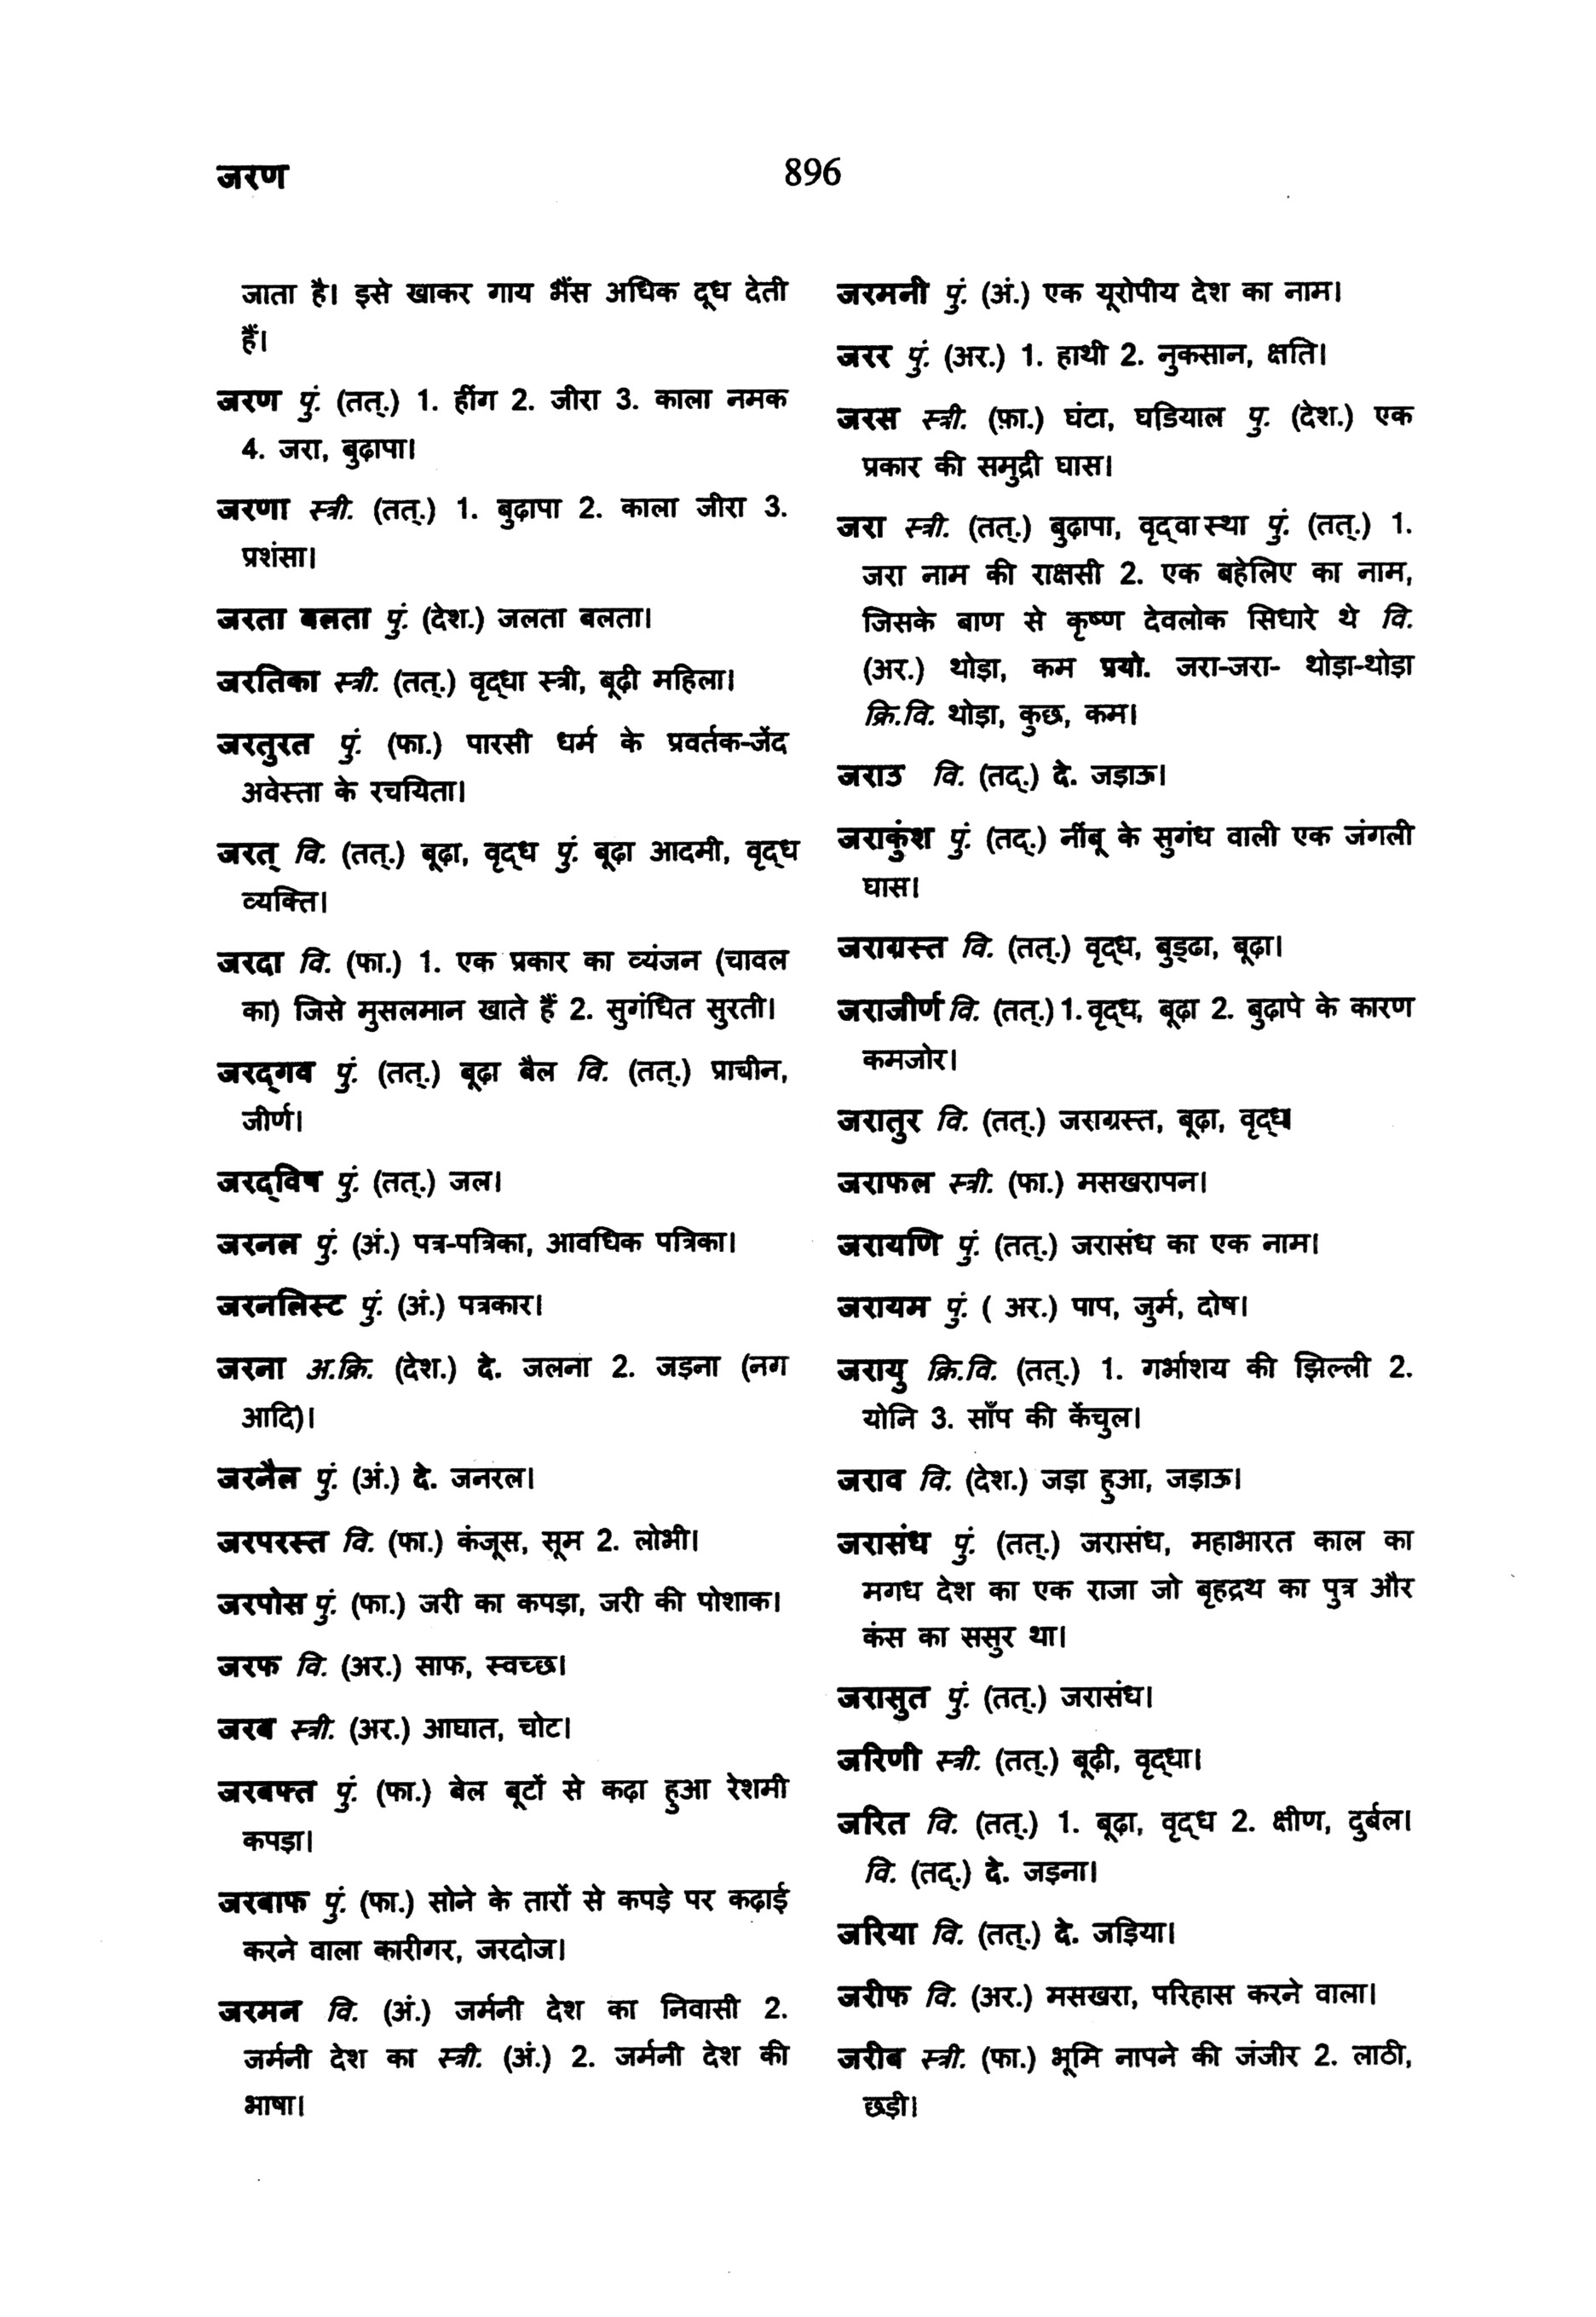 जरण
896
जाता है। इसे खाकर गाय भैंस अधिक दूध देती
हैं।
जरण पुं. (तत्.) 1. हींग 2. जीरा 3. काला नमक
4. जरा, बुढ़ापा।
जरणा स्त्री. (तत्.) 1. बुढ़ापा 2. काला जीरा 3.
प्रशंसा।
जरता बलता पुं. (देश.) जलता बलता।
जरतिका स्त्री. (तत्.) वृद्धा स्त्री, बूढ़ी महिला।
जरतुरत पुं. (फा.) पारसी धर्म के प्रवर्तक-जेंद
अवेस्ता के रचयिता।
जरत् वि. (तत्.) बूढ़ा, वृद्ध पुं. बूढ़ा आदमी, वृद्ध
व्यक्ति।
जरदा वि. (फा.) 1. एक प्रकार का व्यंजन (चावल
का) जिसे मुसलमान खाते हैं 2. सुगंधित सुरती।
जरद्गव पुं. (तत्.) बूढ़ा बैल वि. (तत्.) प्राचीन,
जीर्ण।
जरद्विष पुं. (तत्.) जल।
जरनल पुं. (अं.) पत्र-पत्रिका, आवधिक पत्रिका।
जरनलिस्ट पुं. (अं.) पत्रकार।
जरना अ.क्रि. (देश.) दे. जलना 2. जड़ना (नग
आदि)।
जरनैल पुं. (अं.) दे. जनरल।
जरपरस्त वि. (फा.) कंजूस, सूम 2. लोभी।
जरपोस पुं. (फा.) जरी का कपड़ा, जरी की पोशाक।
जरफ वि. (अर.) साफ, स्वच्छ।
जरब स्त्री. (अर.) आघात, चोट।
जरबफ्त पुं. (फा.) बेल बूटों से कढ़ा हुआ रेशमी
कपड़ा।
जरबाफ पुं. (फा.) सोने के तारों से कपड़े पर कढ़ाई
करने वाला कारीगर, जरदोज।
जरमन वि. (अं.) जर्मनी देश का निवासी 2.
जर्मनी देश का स्त्री. (अं.) 2. जर्मनी देश की
भाषा।
जरमनी पुं. (अं.) एक यूरोपीय देश का नाम।
जरर पुं. (अर.) 1. हाथी 2. नुकसान, क्षति।
जरस स्त्री. (फ़ा.) घंटा, घडियाल पु. (देश.) एक
प्रकार की समुद्री घास।
जरा स्त्री. (तत्.) बुढ़ापा, वृद्वास्था पुं. (तत्.) 1.
जरा नाम की राक्षसी 2. एक बहेलिए का नाम,
जिसके बाण से कृष्ण देवलोक सिधारे थे वि.
(अर.) थोड़ा, कम प्रयो. जरा-जरा- थोड़ा-थोड़ा
क्रि.वि. थोड़ा, कुछ, कम।
जराउ वि. (तद्.) दे. जड़ाऊ।
जराकुंश पुं. (तद्.) नींबू के सुगंध वाली एक जंगली
घास।
जराग्रस्त वि. (तत्.) वृद्ध, बुड्ढा, बूढ़ा।
जराजीर्ण वि. (तत्.) 1. वृद्ध, बूढ़ा 2. बुढ़ापे के कारण
कमजोर।
जरातुर वि. (तत्.) जराग्रस्त, बूढ़ा, वृद्ध
जराफल स्त्री. (फा.) मसखरापन।
जरायणि पुं. (तत्.) जरासंध का एक नाम।
जरायम पुं. ( अर.) पाप, जुर्म, दोष।
जरायु क्रि.वि. (तत्.) 1. गर्भाशय की झिल्ली 2.
योनि 3. साँप की केंचुल।
जराव वि. (देश.) जड़ा हुआ, जड़ाऊ।
जरासंध पुं. (तत्.) जरासंध, महाभारत काल का
मगध देश का एक राजा जो बृहद्रथ का पुत्र और
कंस का ससुर था।
जरासुत पुं. (तत्.) जरासंध।
जरिणी स्त्री. (तत्.) बूढ़ी, वृद्धा।
जरित वि. (तत्.) 1. बूढ़ा, वृद्ध 2. क्षीण, दुर्बल।
वि. (तद्.) दे. जड़ना।
जरिया वि. (तत्.) दे. जड़िया।
जरीफ वि. (अर.) मसखरा, परिहास करने वाला।
जरीब स्त्री. (फा.) भूमि नापने की जंजीर 2. लाठी,
छड़ी।